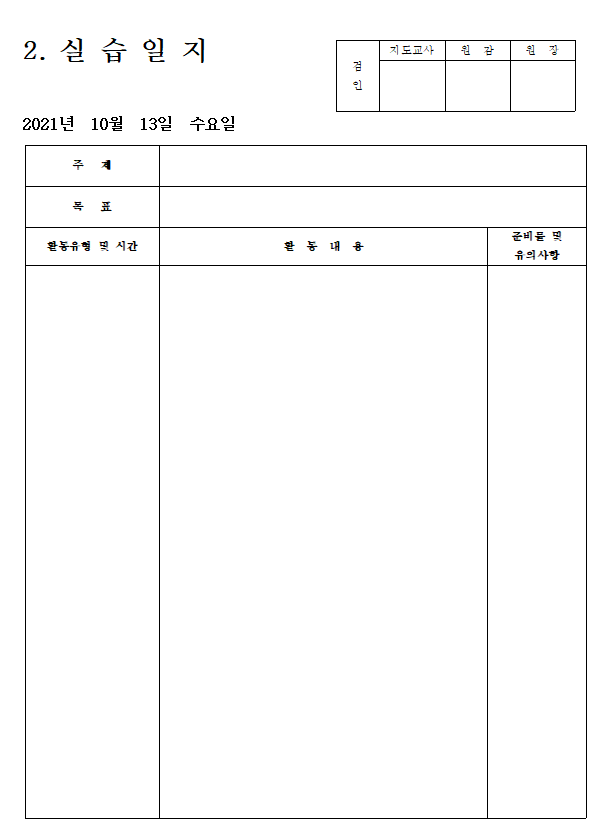 2. 실 습 일 지
검 인
지도교사 원 감 원 장
2021년 10월 13일 수요일
주 제
목 표
활동유형 및 시간
활 동 내 용
준비물 및
유의사항